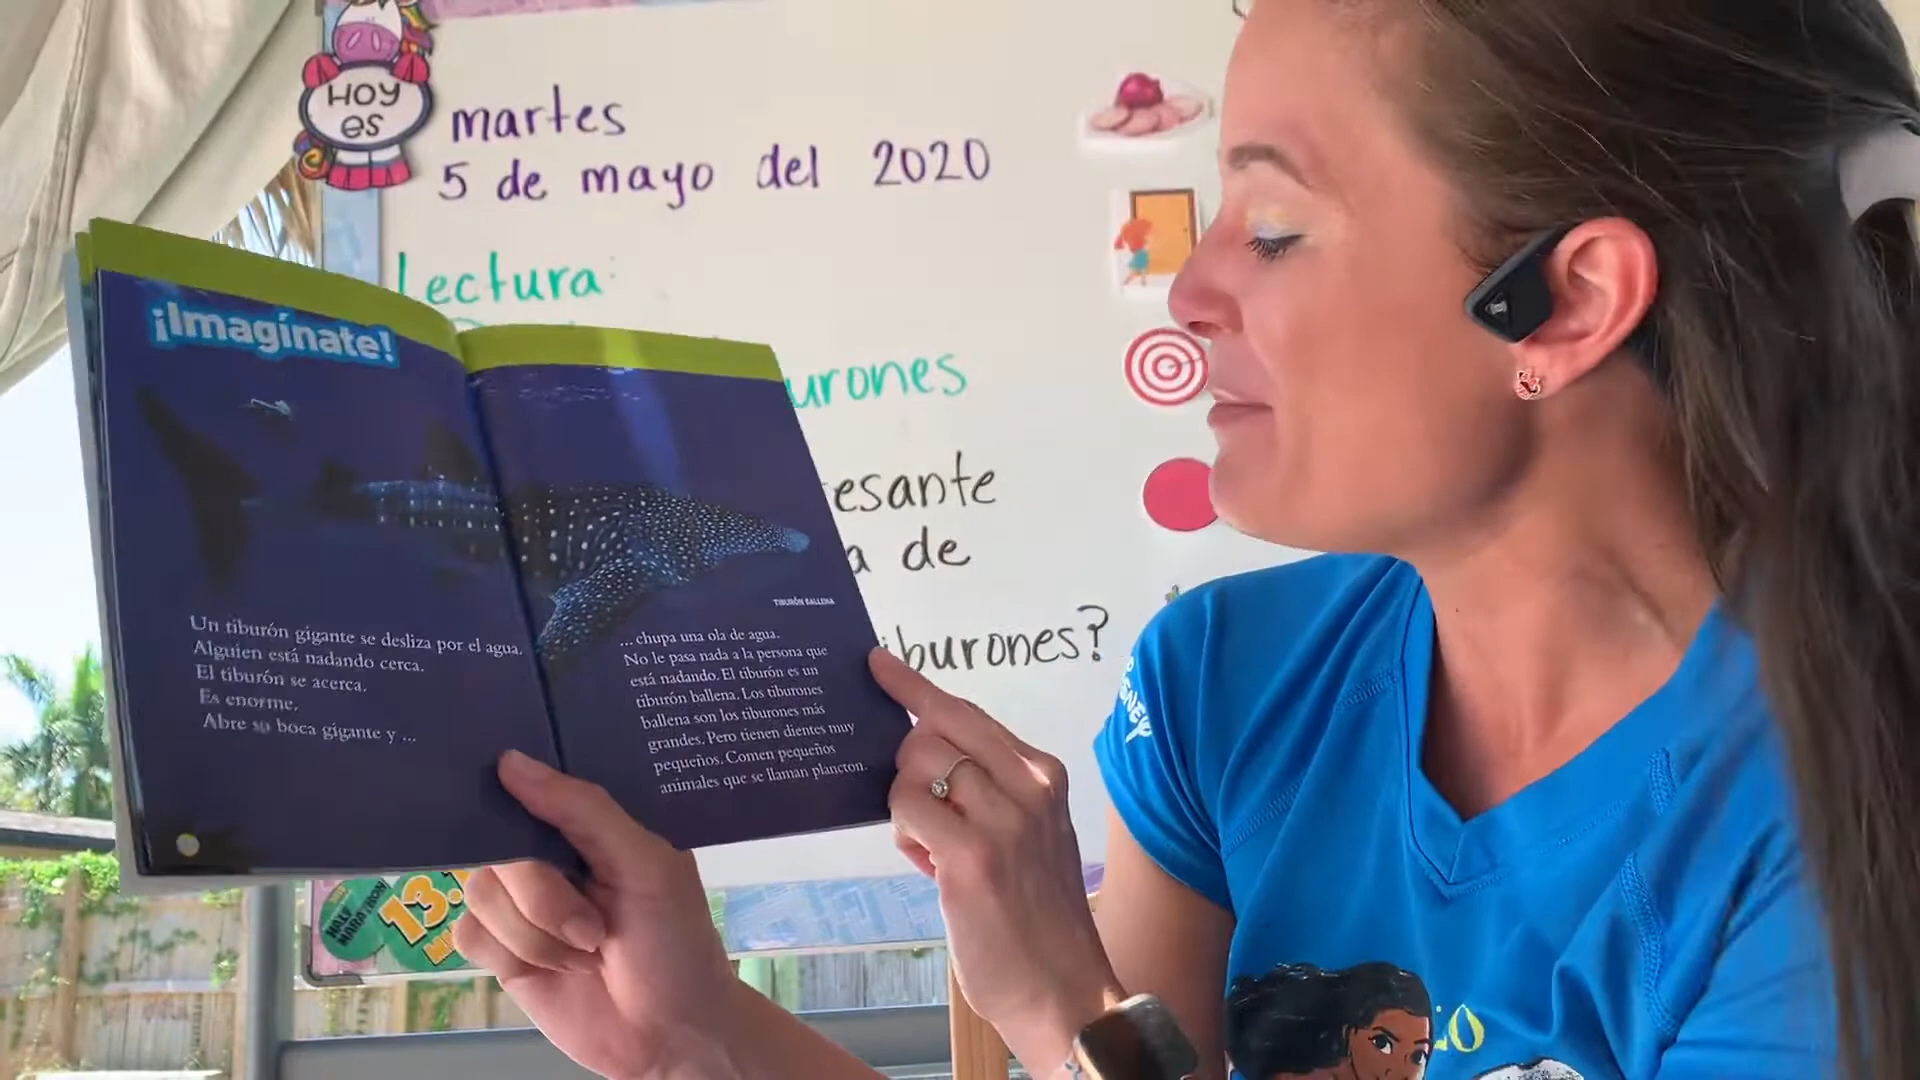 HOY
es
martes
5 de mayo del 2020
Lectura:
urones
esante
a de
iburones?
¡Imagínate!
Un tiburón gigante se desliza por el agua.
Alguien está nadando cerca.
El tiburón se acerca.
Es enorme.
Abre su boca gigante y ...
TIBURÓN BALLENA
...chupa una ola de agua.
No le pasa nada a la persona que
está nadando. El tiburón es un
tiburón ballena. Los tiburones
ballena son los tiburones más
grandes. Pero tienen dientes muy
pequeños. Comen pequeños
animales que se llaman plancton.
HALF
MARATHON
13.